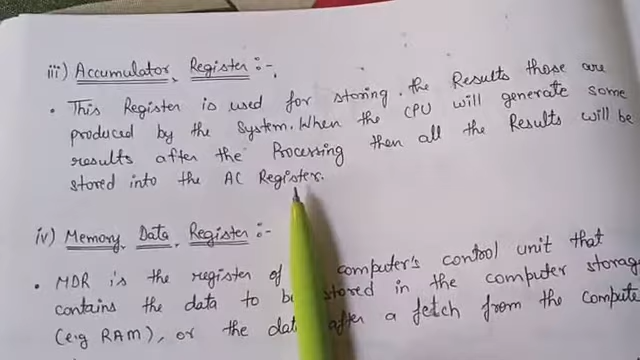 iii) Accumulator Register :-
• This Register is used for storing the Results those are
produced by the System. When the CPU will generate some
results after the Processing then all the Results will be
stored into the AC Register.
iv) Memory Data Register :-
• MDR is the register of computer's control unit that
contains the data to be stored in the computer storag
(e.g RAM), or the data after a fetch from the compute